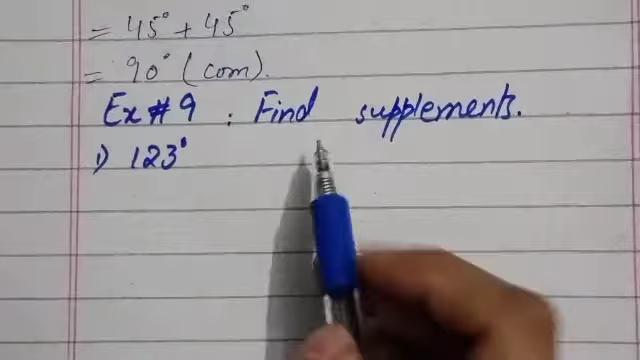 = 45° + 45°
= 90° (com).
Ex # 9 : Find supplements.
1) 123°